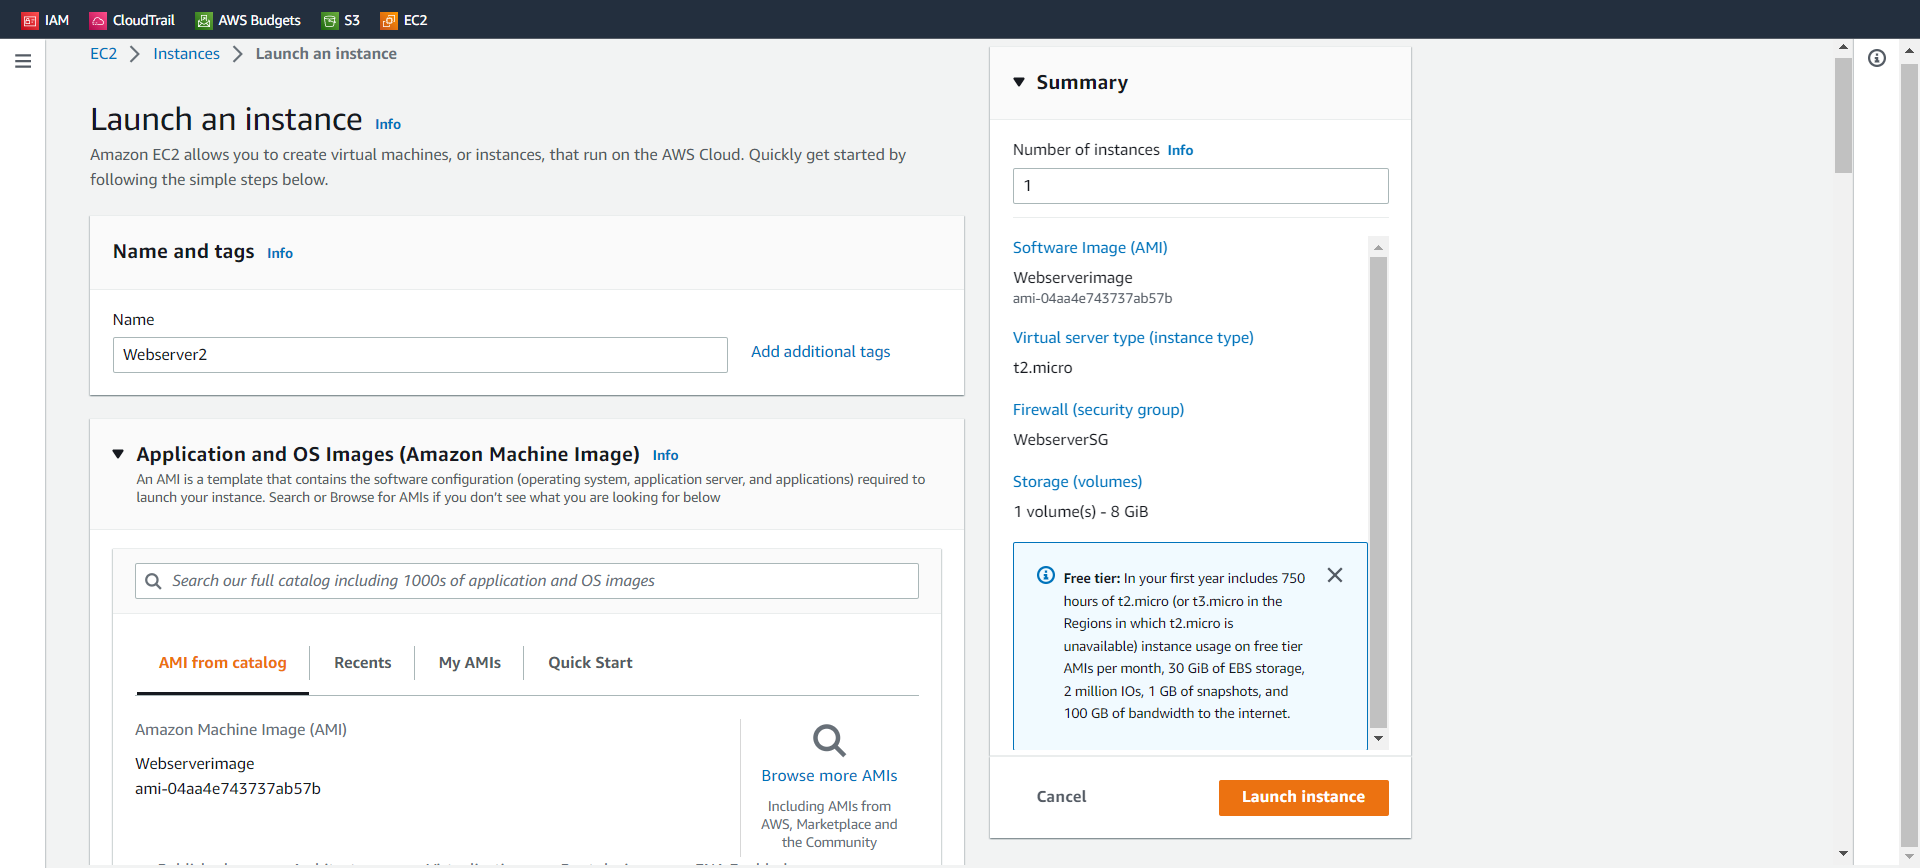 IAM CloudTrail AWS Budgets S3 EC2
EC2 Instances Launch an instance
Launch an instance Info
Amazon EC2 allows you to create virtual machines, or instances, that run on the AWS Cloud. Quickly get started by
following the simple steps below.
Name and tags Info
Name
Webserver2
Add additional tags
Application and OS Images (Amazon Machine Image) Info
An AMI is a template that contains the software configuration (operating system, application server, and applications) required to
launch your instance. Search or Browse for AMIs if you don’t see what you are looking for below
Search our full catalog including 1000s of application and OS images
AMI from catalog Recents My AMIs Quick Start
Amazon Machine Image (AMI)
Webserverimage
ami-04aa4e743737ab57b
Browse more AMIs
Including AMIs from
AWS, Marketplace and
the Community
Summary
Number of instances Info
1
Software Image (AMI)
Webserverimage
ami-04aa4e743737ab57b
Virtual server type (instance type)
t2.micro
Firewall (security group)
WebserverSG
Storage (volumes)
1 volume(s) - 8 GiB
Free tier: In your first year includes 750
hours of t2.micro (or t3.micro in the
Regions in which t2.micro is
unavailable) instance usage on free tier
AMIs per month, 30 GiB of EBS storage,
2 million IOs, 1 GB of snapshots, and
100 GB of bandwidth to the internet.
Cancel
Launch instance